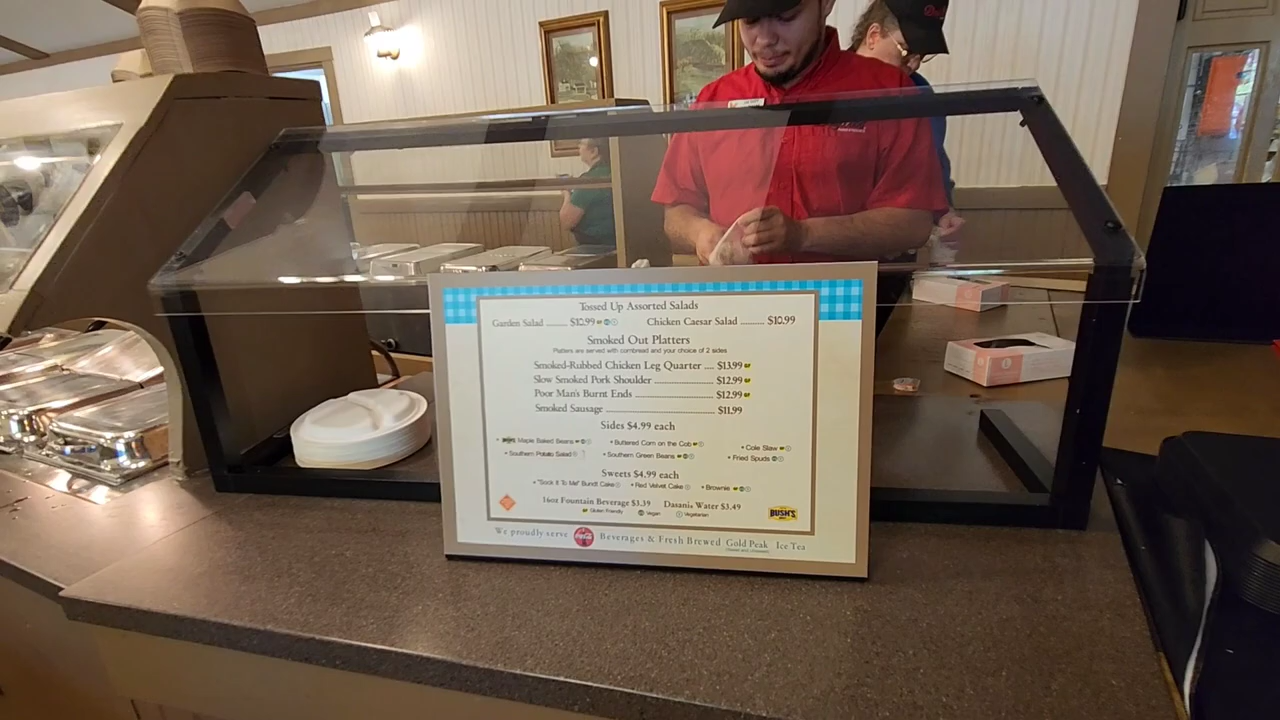 Tossed Up Assorted Salads
Garden Salad ........ $10.99 Chicken Caesar Salad .......... $10.99
Smoked Out Platters
Platters are served with cornbread and your choice of 2 sides
Smoked-Rubbed Chicken Leg Quarter .... $13.99
Slow Smoked Pork Shoulder ........................ $12.99
Poor Man's Burnt Ends ................................ $12.99
Smoked Sausage ............................................. $11.99
Sides $4.99 each
• Maple Baked Beans • Buttered Corn on the Cob • Cole Slaw
• Southern Potato Salad • Southern Green Beans • Fried Spuds
Sweets $4.99 each
• "Sock It To Me" Bundt Cake • Red Velvet Cake • Brownie
16oz Fountain Beverage $3.39 Dasani Water $3.49
Gluten Friendly Vegan Vegetarian
BUSH'S
BEST
We proudly serve Coca-Cola Beverages & Fresh Brewed Gold Peak Ice Tea